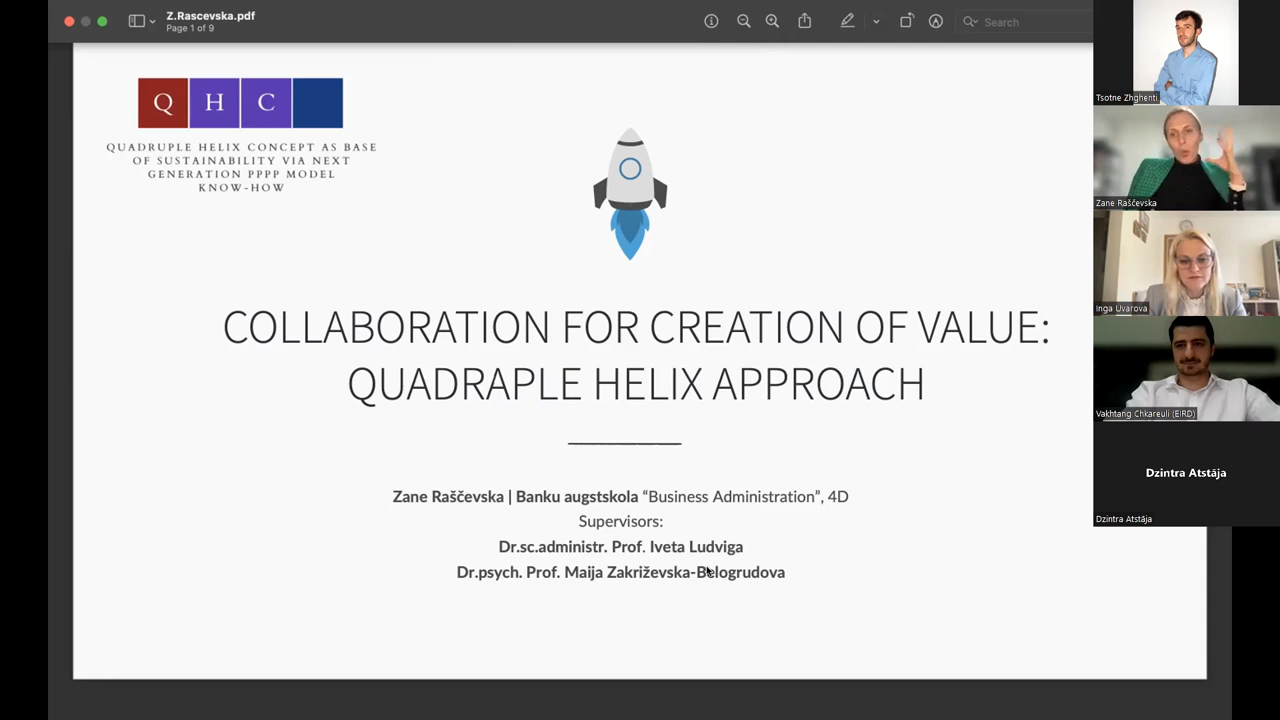 Z.Rascevska.pdf
Page 1 of 9
Search
Q H C
QUADRUPLE HELIX CONCEPT AS BASE
OF SUSTAINABILITY VIA NEXT
GENERATION PPPP MODEL
KNOW-HOW
COLLABORATION FOR CREATION OF VALUE:
QUADRAPLE HELIX APPROACH
Zane Raščevska | Banku augstskola “Business Administration”, 4D
Supervisors:
Dr.sc.administr. Prof. Iveta Ludviga
Dr.psych. Prof. Maija Zakriževska-Belogrudova
Tsotne Zhghenti
Zane Raščevska
Inga Uvarova
Vakhtang Chkareuli (EIRD)
Dzintra Atstāja
Dzintra Atstāja